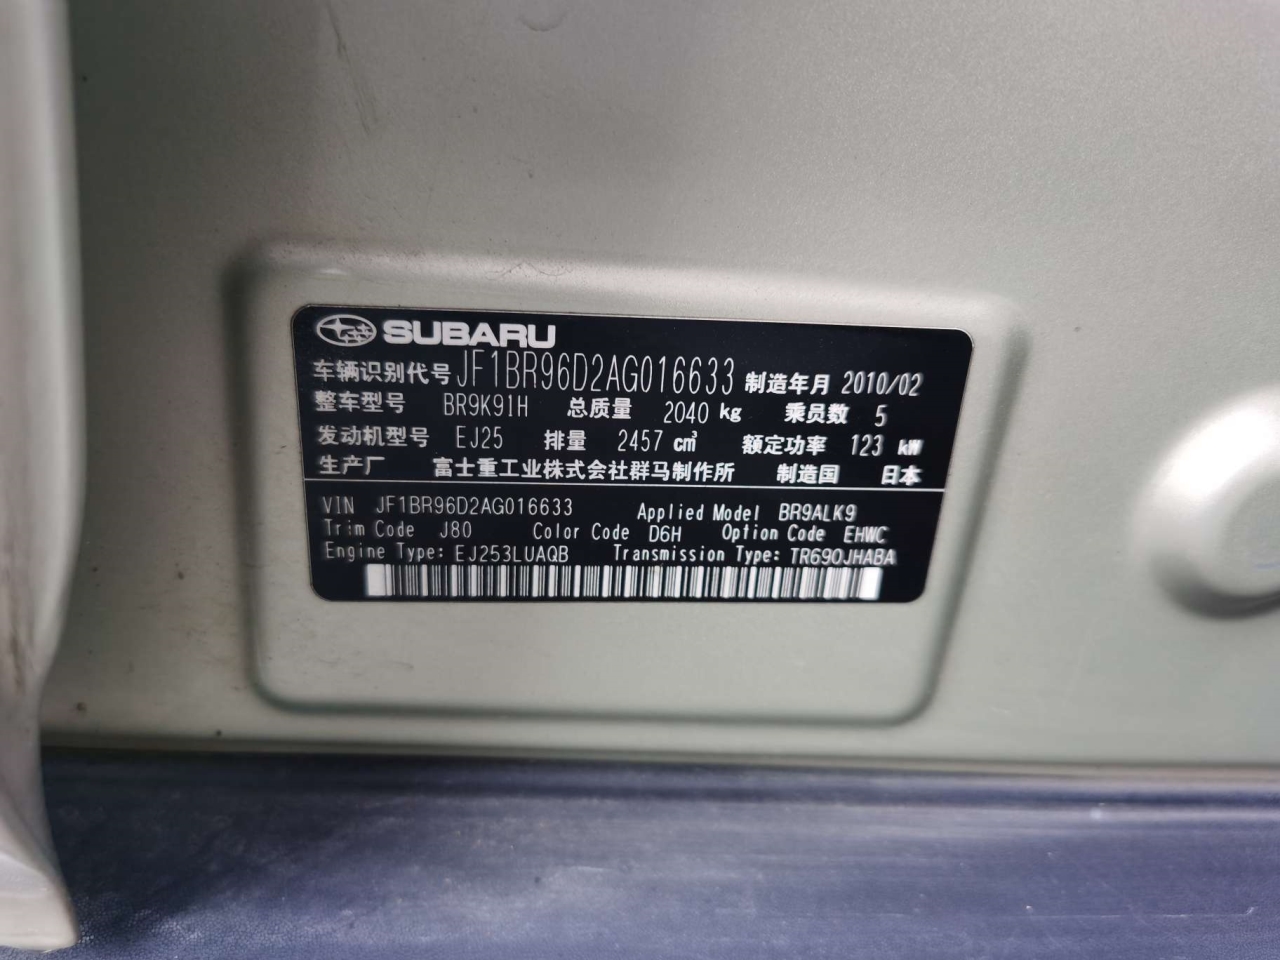 SUBARU
车辆识别代号 JF1BR96D2AG016633 制造年月 2010/02
整车型号 BR9K91H 总质量 2040 kg 乘员数 5
发动机型号 EJ25 排量 2457 cm³ 额定功率 123 kW
生产厂 富士重工业株式会社群马制作所 制造国 日本
VIN JF1BR96D2AG016633 Applied Model BR9ALK9
Trim Code J80 Color Code D6H Option Code EHWC
Engine Type: EJ253LUAQB Transmission Type: TR690JHABA